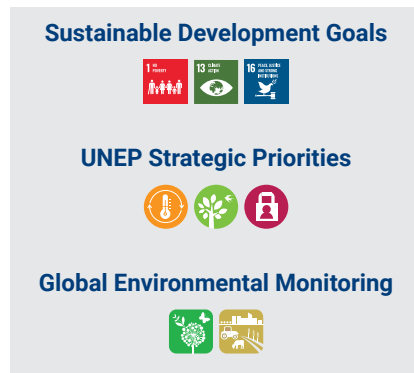 Sustainable Development Goals
1 NO POVERTY
13 CLIMATE ACTION
16 PEACE, JUSTICE AND STRONG INSTITUTIONS
UNEP Strategic Priorities
Global Environmental Monitoring